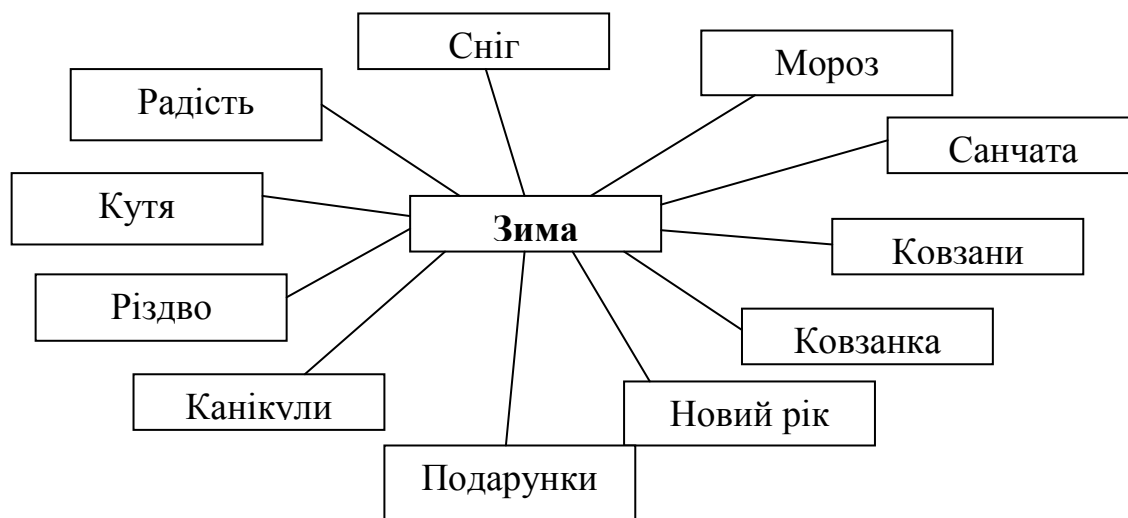 Сніг
Мороз
Радість
Санчата
Кутя
Зима
Ковзани
Різдво
Ковзанка
Канікули
Новий рік
Подарунки